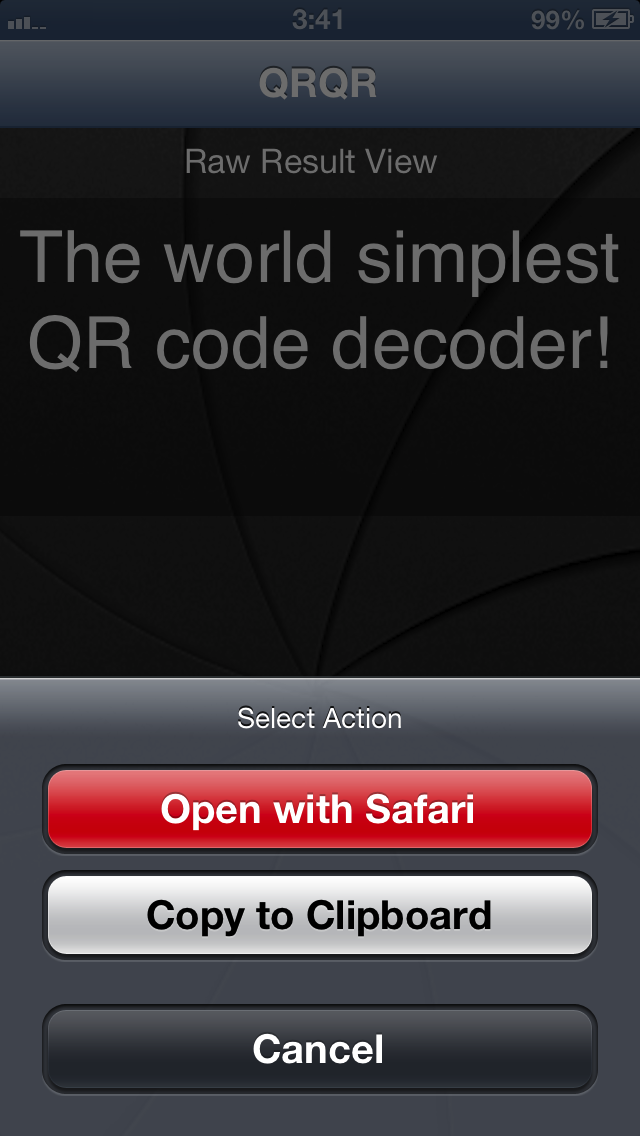 3:41
99%
QRQR
Raw Result View
The world simplest
QR code decoder!
Select Action
Open with Safari
Copy to Clipboard
Cancel